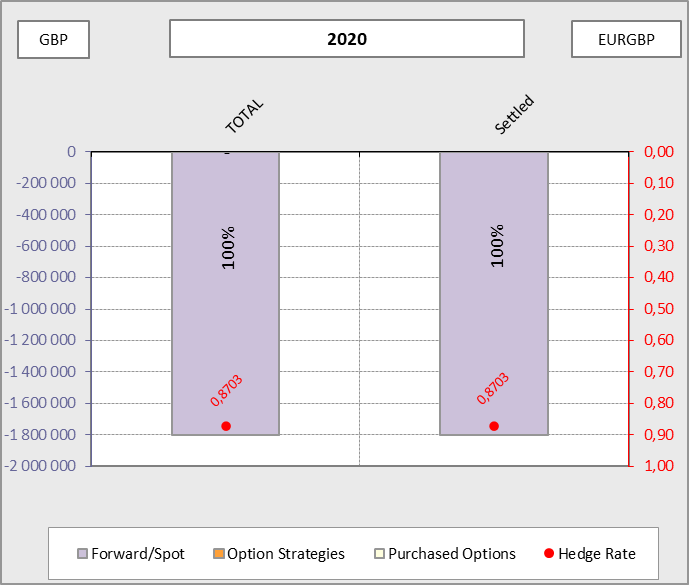 GBP
2020
EURGBP
TOTAL
Settled
0
-200 000
-400 000
-600 000
-800 000
-1 000 000
-1 200 000
-1 400 000
-1 600 000
-1 800 000
-2 000 000
100%
100%
0,8703
0,8703
0,00
0,10
0,20
0,30
0,40
0,50
0,60
0,70
0,80
0,90
1,00
Forward/Spot Option Strategies Purchased Options Hedge Rate